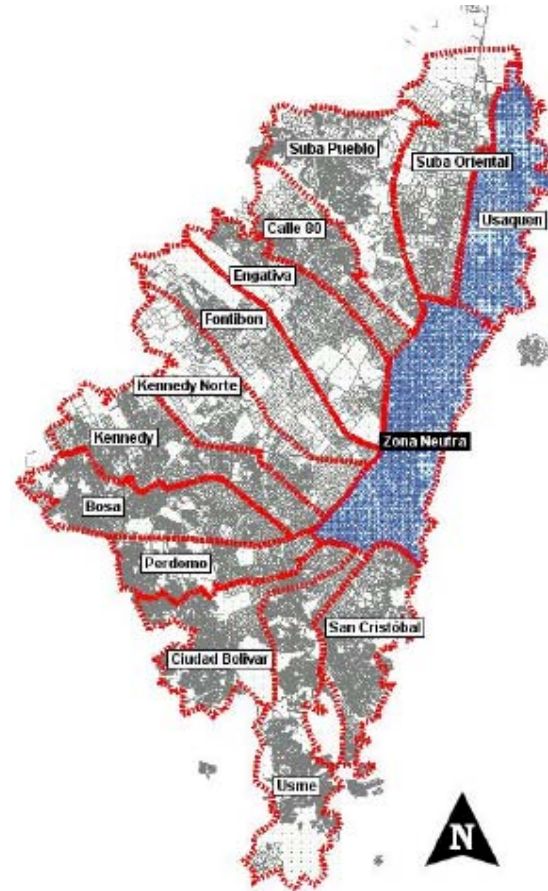 Suba Pueblo
Suba Oriental
Usaquen
Calle 80
Engativa
Fontibon
Kennedy Norte
Zona Neutra
Kennedy
Bosa
Perdomo
San Cristóbal
Ciudad Bolivar
Usme
N